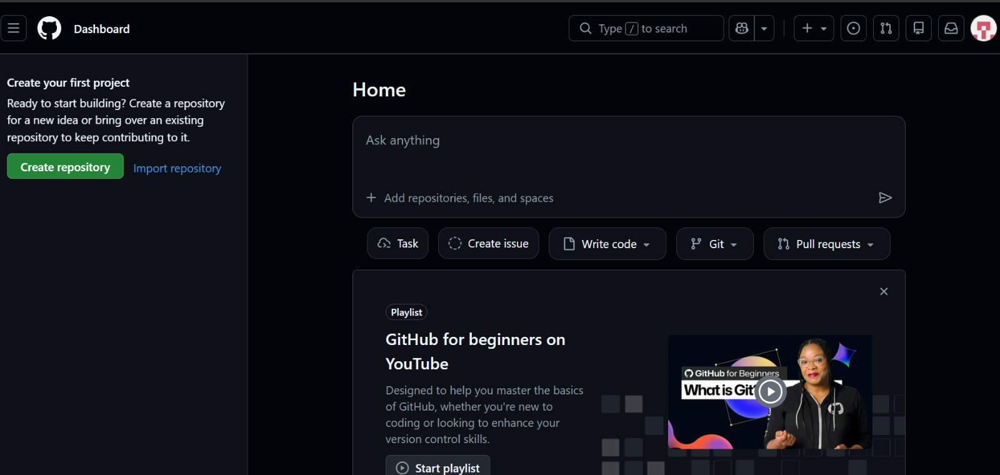 Dashboard
Type / to search
Create your first project
Ready to start building? Create a repository
for a new idea or bring over an existing
repository to keep contributing to it.
Create repository
Import repository
Home
Ask anything
Add repositories, files, and spaces
Task
Create issue
Write code
Git
Pull requests
Playlist
GitHub for beginners on
YouTube
Designed to help you master the basics
of GitHub, whether you're new to
coding or looking to enhance your
version control skills.
Start playlist
GitHub for Beginners
What is Git